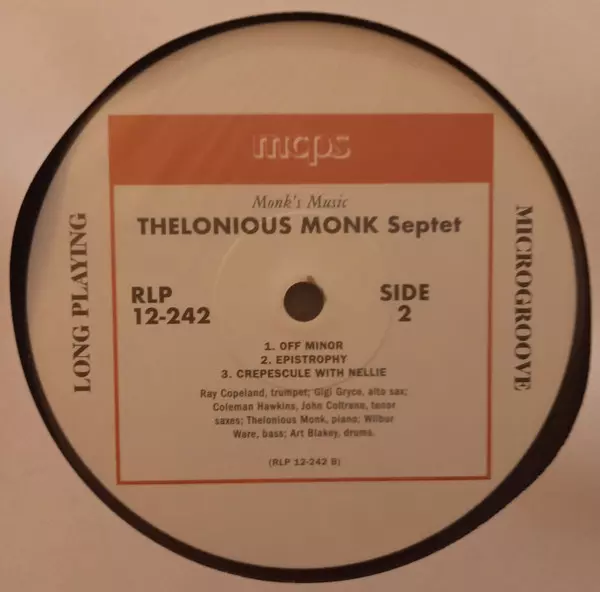 mcps
Monk's Music
THELONIOUS MONK Septet
LONG PLAYING
RLP
12-242
SIDE
2
MICROGROOVE
1. OFF MINOR
2. EPISTROPHY
3. CREPESCULE WITH NELLIE
Ray Copeland, trumpet; Gigi Gryce, alto sax;
Coleman Hawkins, John Coltrane, tenor
saxes; Thelonious Monk, piano; Wilbur
Ware, bass; Art Blakey, drums.
(RLP 12-242 B)